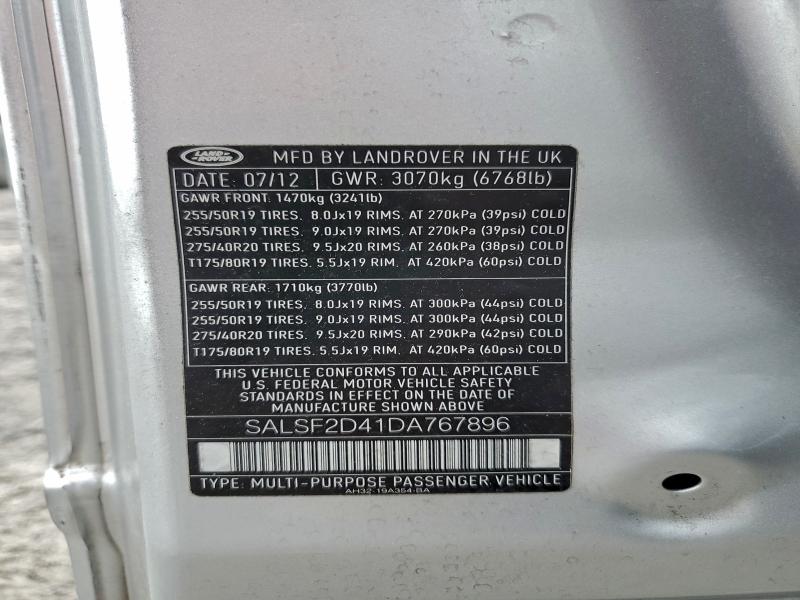 LAND ROVER
MFD BY LANDROVER IN THE UK
DATE: 07/12 GWR: 3070kg (6768lb)
GAWR FRONT: 1470kg (3241lb)
255/50R19 TIRES. 8.0Jx19 RIMS. AT 270kPa (39psi) COLD
255/50R19 TIRES. 9.0Jx19 RIMS. AT 270kPa (39psi) COLD
275/40R20 TIRES. 9.5Jx20 RIMS. AT 260kPa (38psi) COLD
T175/80R19 TIRES. 5.5Jx19 RIM. AT 420kPa (60psi) COLD
GAWR REAR: 1710kg (3770lb)
255/50R19 TIRES. 8.0Jx19 RIMS. AT 300kPa (44psi) COLD
255/50R19 TIRES. 9.0Jx19 RIMS. AT 300kPa (44psi) COLD
275/40R20 TIRES. 9.5Jx20 RIMS. AT 290kPa (42psi) COLD
T175/80R19 TIRES. 5.5Jx19 RIM. AT 420kPa (60psi) COLD
THIS VEHICLE CONFORMS TO ALL APPLICABLE
U.S. FEDERAL MOTOR VEHICLE SAFETY
STANDARDS IN EFFECT ON THE DATE OF
MANUFACTURE SHOWN ABOVE
SALSF2D41DA767896
TYPE: MULTI-PURPOSE PASSENGER VEHICLE
AH32-19A354-BA